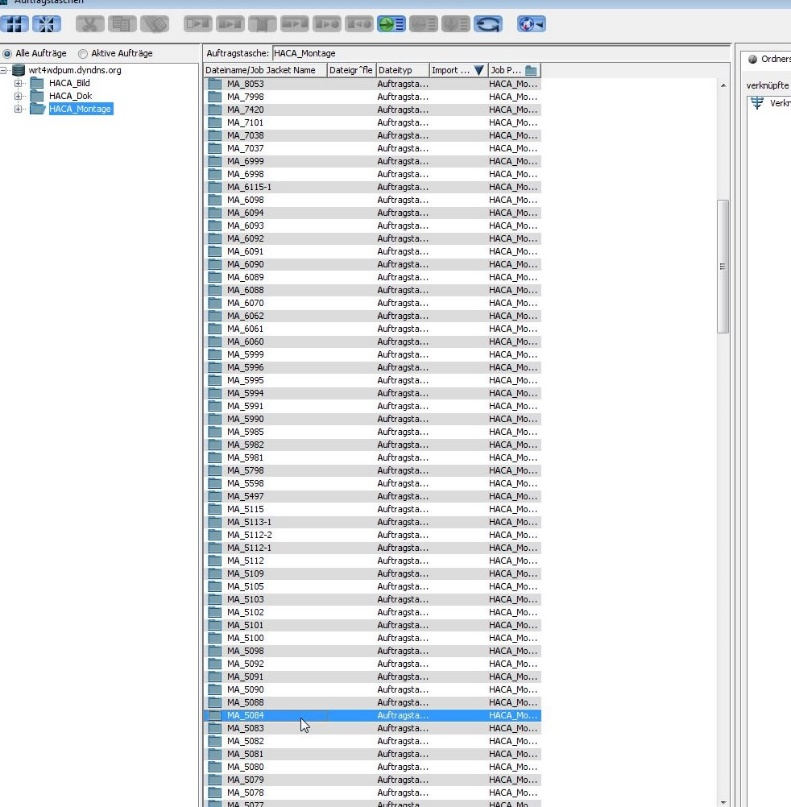 Auftragstaschen
Alle Aufträge Aktive Aufträge
Auftragstasche: HACA_Montage
Ordners
wrt4wdpum.dyndns.org
HACA_Bild
HACA_Dok
HACA_Montage
Dateiname/Job Jacket Name Dateigr^fle Dateityp Import ... Job P...
verknüpfte
Verkn
MA_8053 Auftragsta... HACA_Mo...
MA_7998 Auftragsta... HACA_Mo...
MA_7420 Auftragsta... HACA_Mo...
MA_7101 Auftragsta... HACA_Mo...
MA_7038 Auftragsta... HACA_Mo...
MA_7037 Auftragsta... HACA_Mo...
MA_6999 Auftragsta... HACA_Mo...
MA_6998 Auftragsta... HACA_Mo...
MA_6115-1 Auftragsta... HACA_Mo...
MA_6098 Auftragsta... HACA_Mo...
MA_6094 Auftragsta... HACA_Mo...
MA_6093 Auftragsta... HACA_Mo...
MA_6092 Auftragsta... HACA_Mo...
MA_6091 Auftragsta... HACA_Mo...
MA_6090 Auftragsta... HACA_Mo...
MA_6089 Auftragsta... HACA_Mo...
MA_6088 Auftragsta... HACA_Mo...
MA_6070 Auftragsta... HACA_Mo...
MA_6062 Auftragsta... HACA_Mo...
MA_6061 Auftragsta... HACA_Mo...
MA_6060 Auftragsta... HACA_Mo...
MA_5999 Auftragsta... HACA_Mo...
MA_5996 Auftragsta... HACA_Mo...
MA_5995 Auftragsta... HACA_Mo...
MA_5994 Auftragsta... HACA_Mo...
MA_5991 Auftragsta... HACA_Mo...
MA_5990 Auftragsta... HACA_Mo...
MA_5985 Auftragsta... HACA_Mo...
MA_5982 Auftragsta... HACA_Mo...
MA_5981 Auftragsta... HACA_Mo...
MA_5798 Auftragsta... HACA_Mo...
MA_5598 Auftragsta... HACA_Mo...
MA_5497 Auftragsta... HACA_Mo...
MA_5115 Auftragsta... HACA_Mo...
MA_5113-1 Auftragsta... HACA_Mo...
MA_5112-2 Auftragsta... HACA_Mo...
MA_5112-1 Auftragsta... HACA_Mo...
MA_5112 Auftragsta... HACA_Mo...
MA_5109 Auftragsta... HACA_Mo...
MA_5105 Auftragsta... HACA_Mo...
MA_5103 Auftragsta... HACA_Mo...
MA_5102 Auftragsta... HACA_Mo...
MA_5101 Auftragsta... HACA_Mo...
MA_5100 Auftragsta... HACA_Mo...
MA_5098 Auftragsta... HACA_Mo...
MA_5092 Auftragsta... HACA_Mo...
MA_5091 Auftragsta... HACA_Mo...
MA_5090 Auftragsta... HACA_Mo...
MA_5088 Auftragsta... HACA_Mo...
MA_5084 Auftragsta... HACA_Mo...
MA_5083 Auftragsta... HACA_Mo...
MA_5082 Auftragsta... HACA_Mo...
MA_5081 Auftragsta... HACA_Mo...
MA_5080 Auftragsta... HACA_Mo...
MA_5079 Auftragsta... HACA_Mo...
MA_5078 Auftragsta... HACA_Mo...
MA_5077 Auftragsta... HACA_Mo...